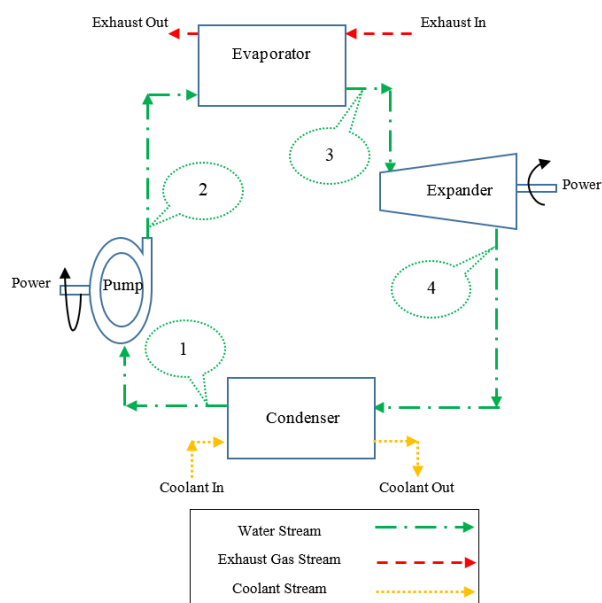 Exhaust Out
Exhaust In
Evaporator
3
2
Expander
Power
4
Power
Pump
1
Condenser
Coolant In
Coolant Out
Water Stream
Exhaust Gas Stream
Coolant Stream